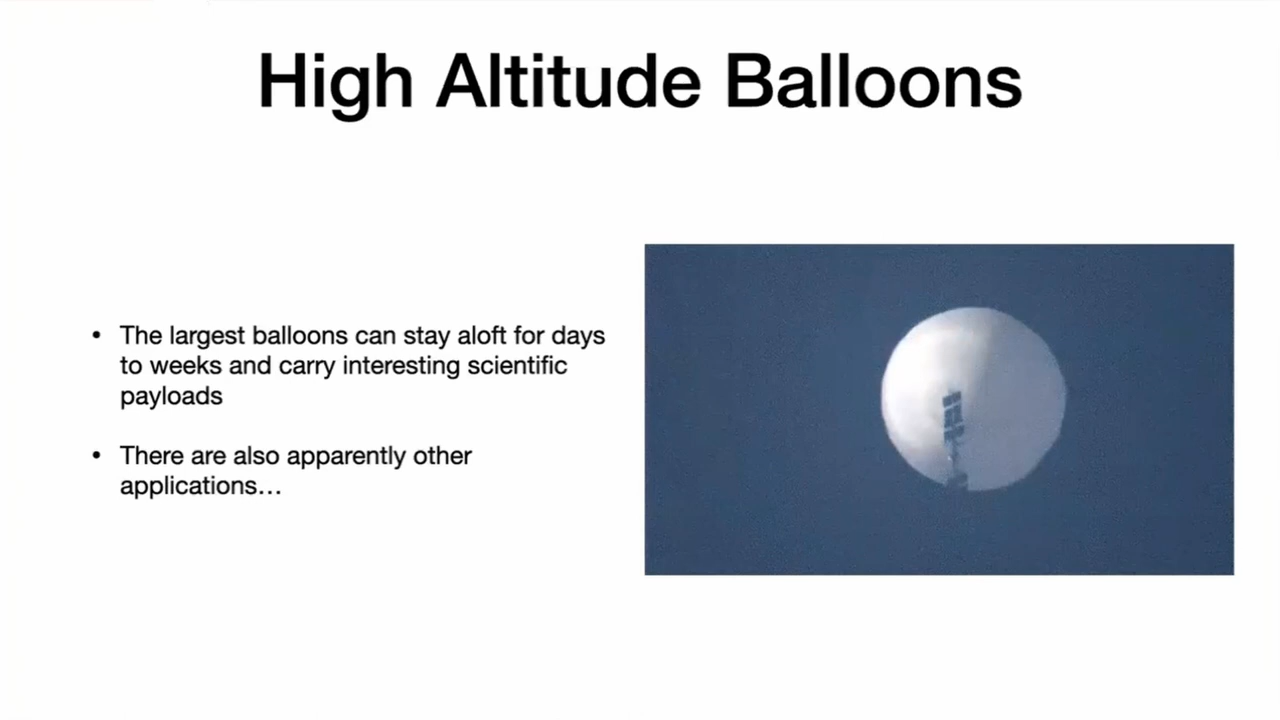 High Altitude Balloons
• The largest balloons can stay aloft for days
to weeks and carry interesting scientific
payloads
• There are also apparently other
applications…